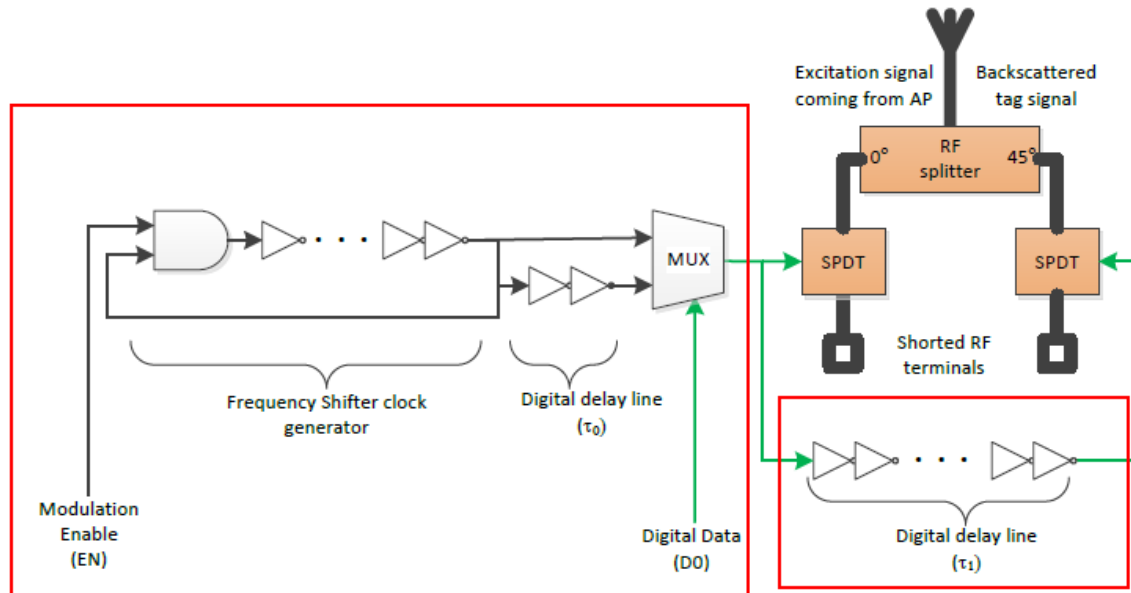 Excitation signal
coming from AP
Backscattered
tag signal
0°
RF
splitter
45°
MUX
SPDT
SPDT
Shorted RF
terminals
Frequency Shifter clock
generator
Digital delay line
(τ₀)
Modulation
Enable
(EN)
Digital Data
(D0)
Digital delay line
(τ₁)